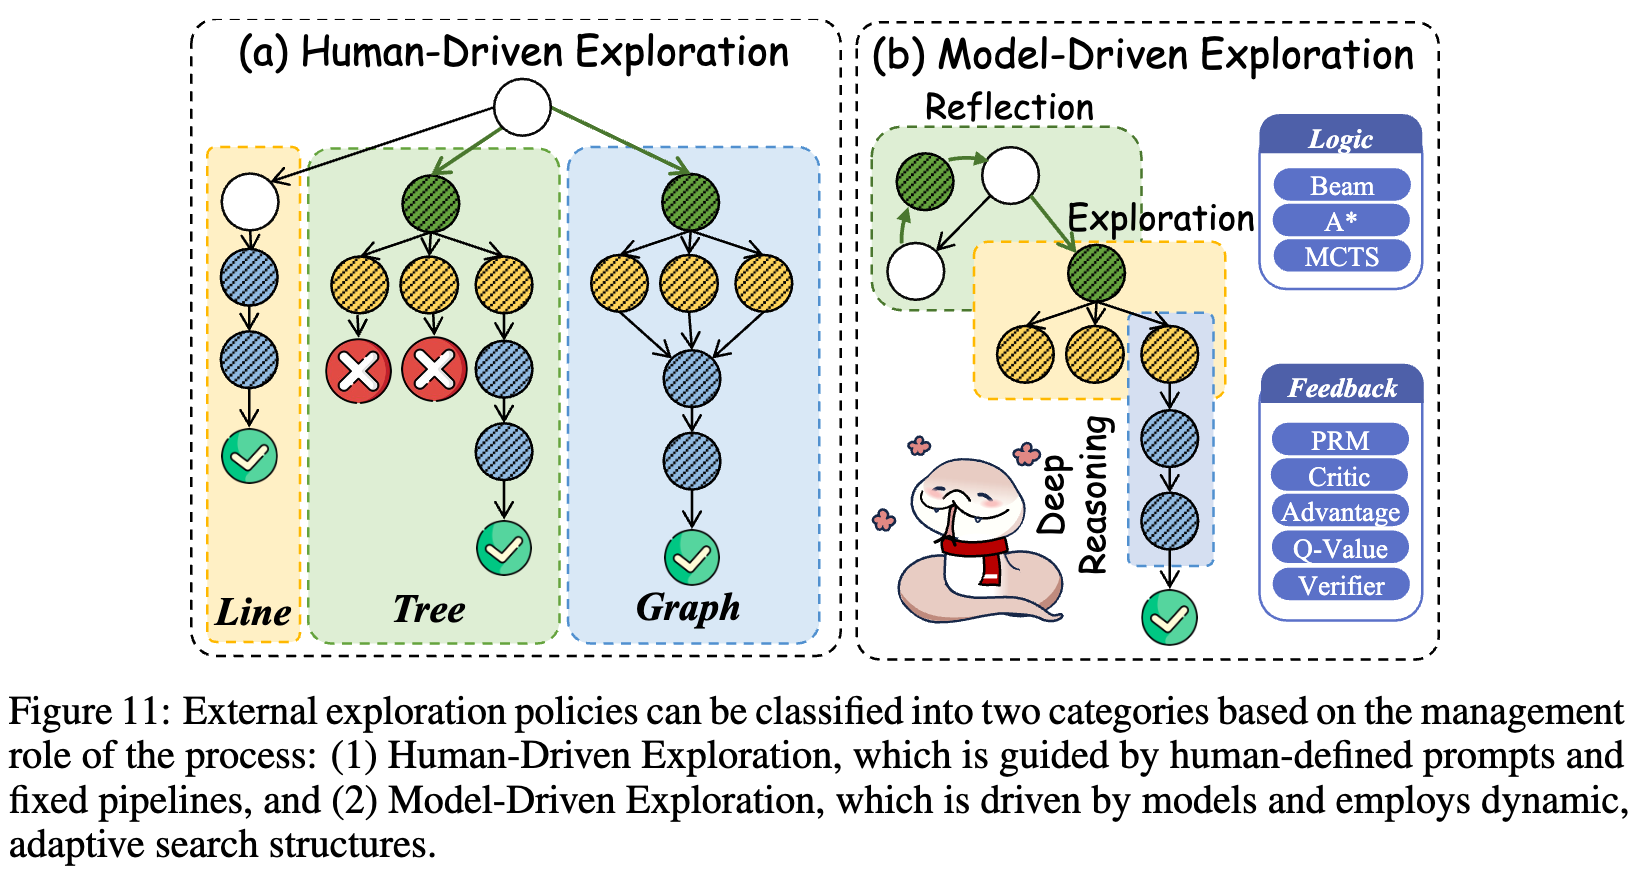 (a) Human-Driven Exploration
Line
Tree
Graph
(b) Model-Driven Exploration
Reflection
Exploration
Deep
Reasoning
Logic
Beam
A*
MCTS
Feedback
PRM
Critic
Advantage
Q-Value
Verifier
Figure 11: External exploration policies can be classified into two categories based on the management
role of the process: (1) Human-Driven Exploration, which is guided by human-defined prompts and
fixed pipelines, and (2) Model-Driven Exploration, which is driven by models and employs dynamic,
adaptive search structures.